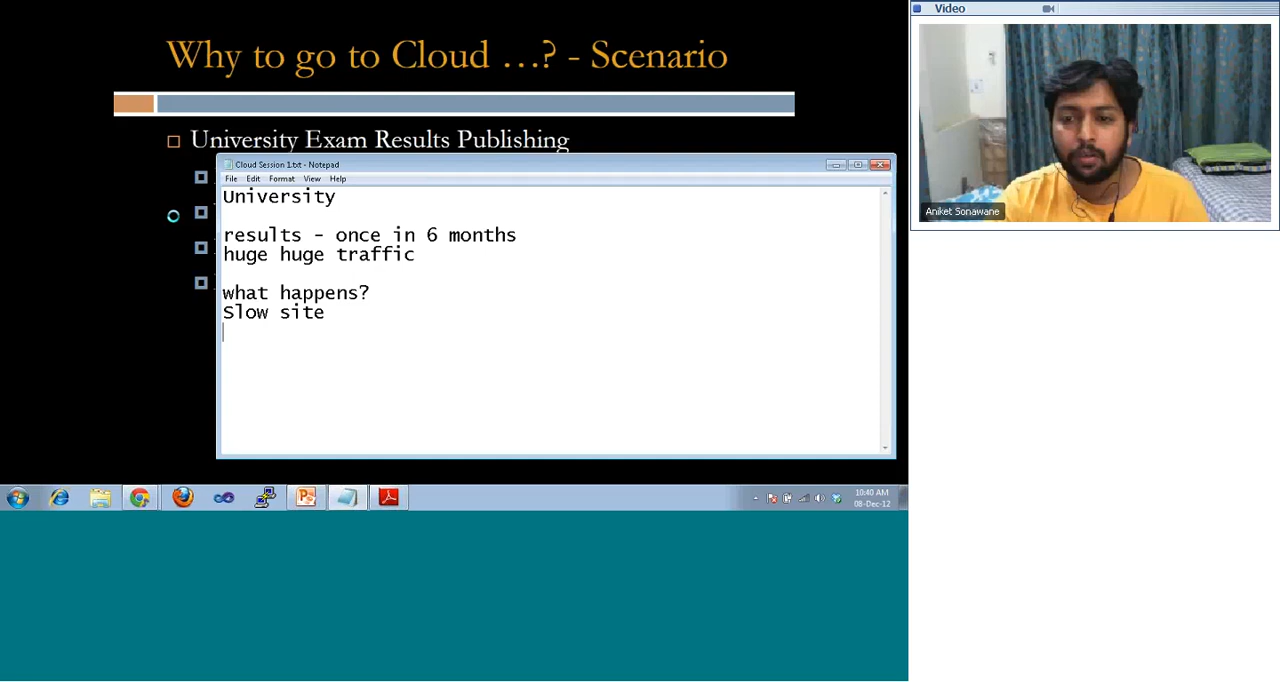 Why to go to Cloud ...? - Scenario
University Exam Results Publishing
Cloud Session 1.txt - Notepad
File Edit Format View Help
University
results - once in 6 months
huge huge traffic
what happens?
Slow site
10:40 AM
08-Dec-12
Video
Aniket Sonawane